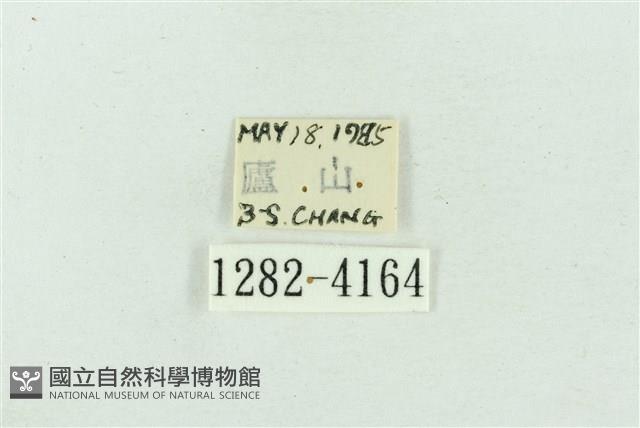 MAY 18, 1985
廬山
B-S. CHANG
1282-4164
國立自然科學博物館
NATIONAL MUSEUM OF NATURAL SCIENCE